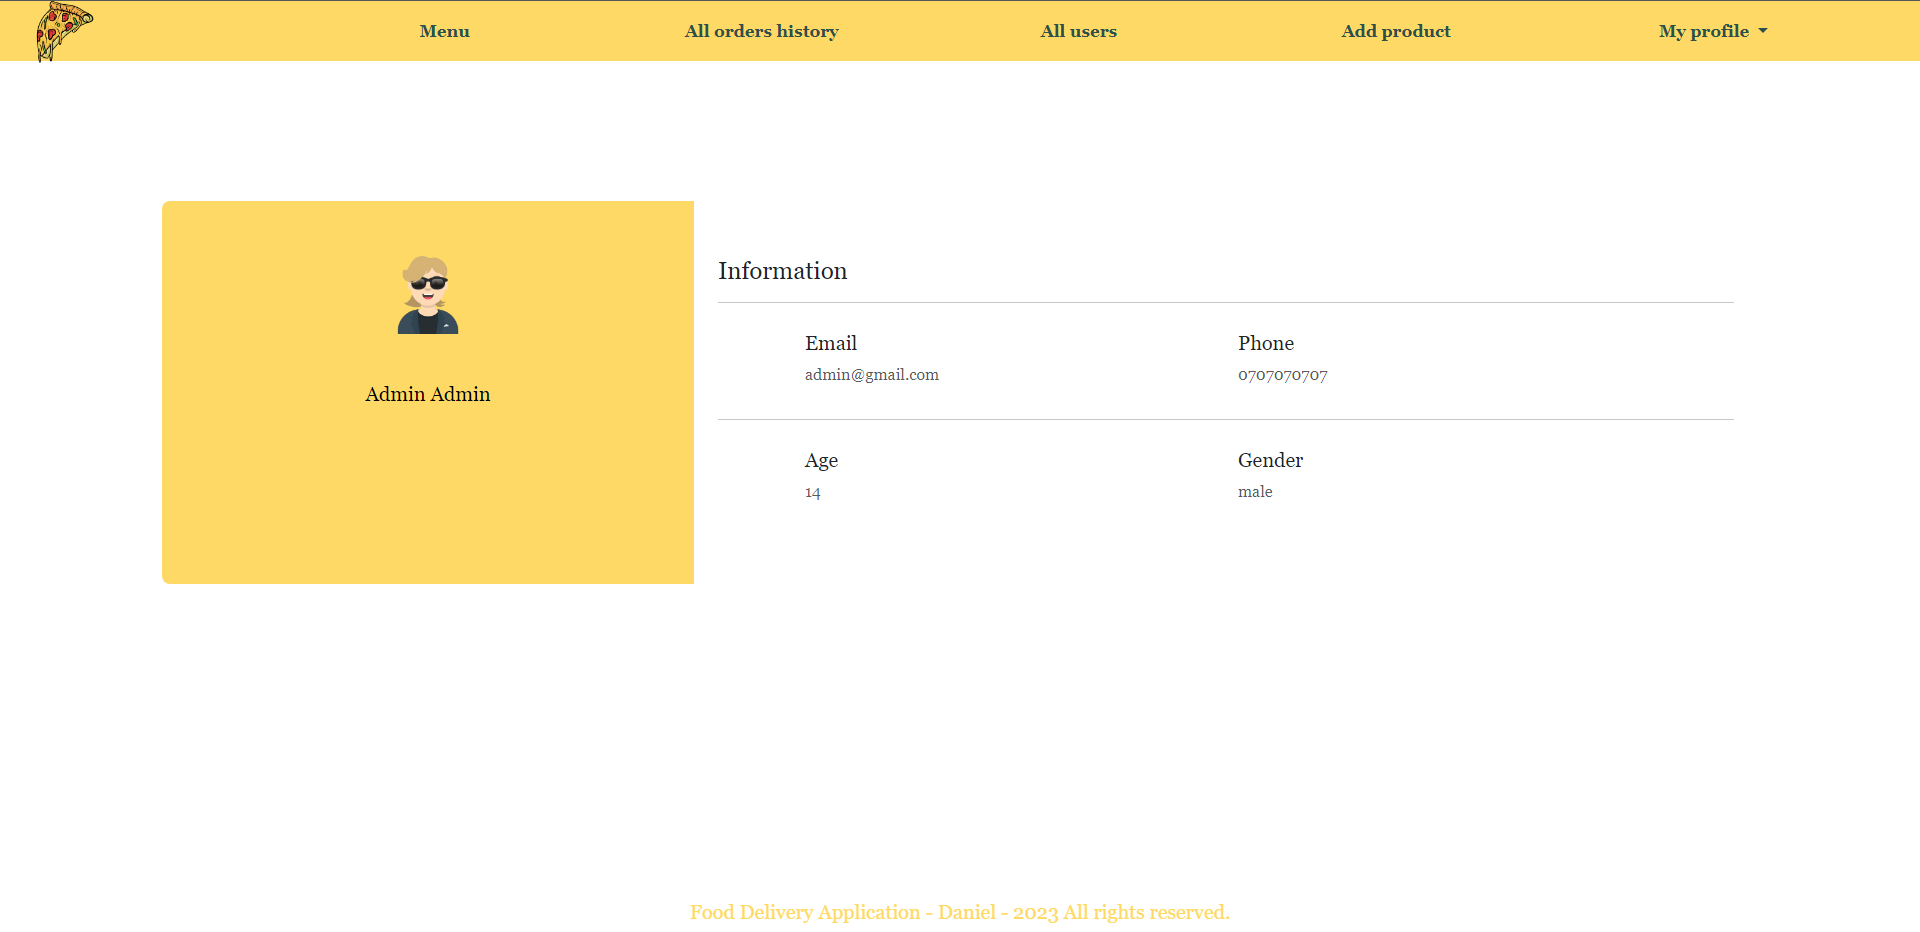 Menu All orders history All users Add product My profile
Admin Admin
Information
Email Phone
admin@gmail.com 0707070707
Age Gender
14 male
Food Delivery Application - Daniel - 2023 All rights reserved.